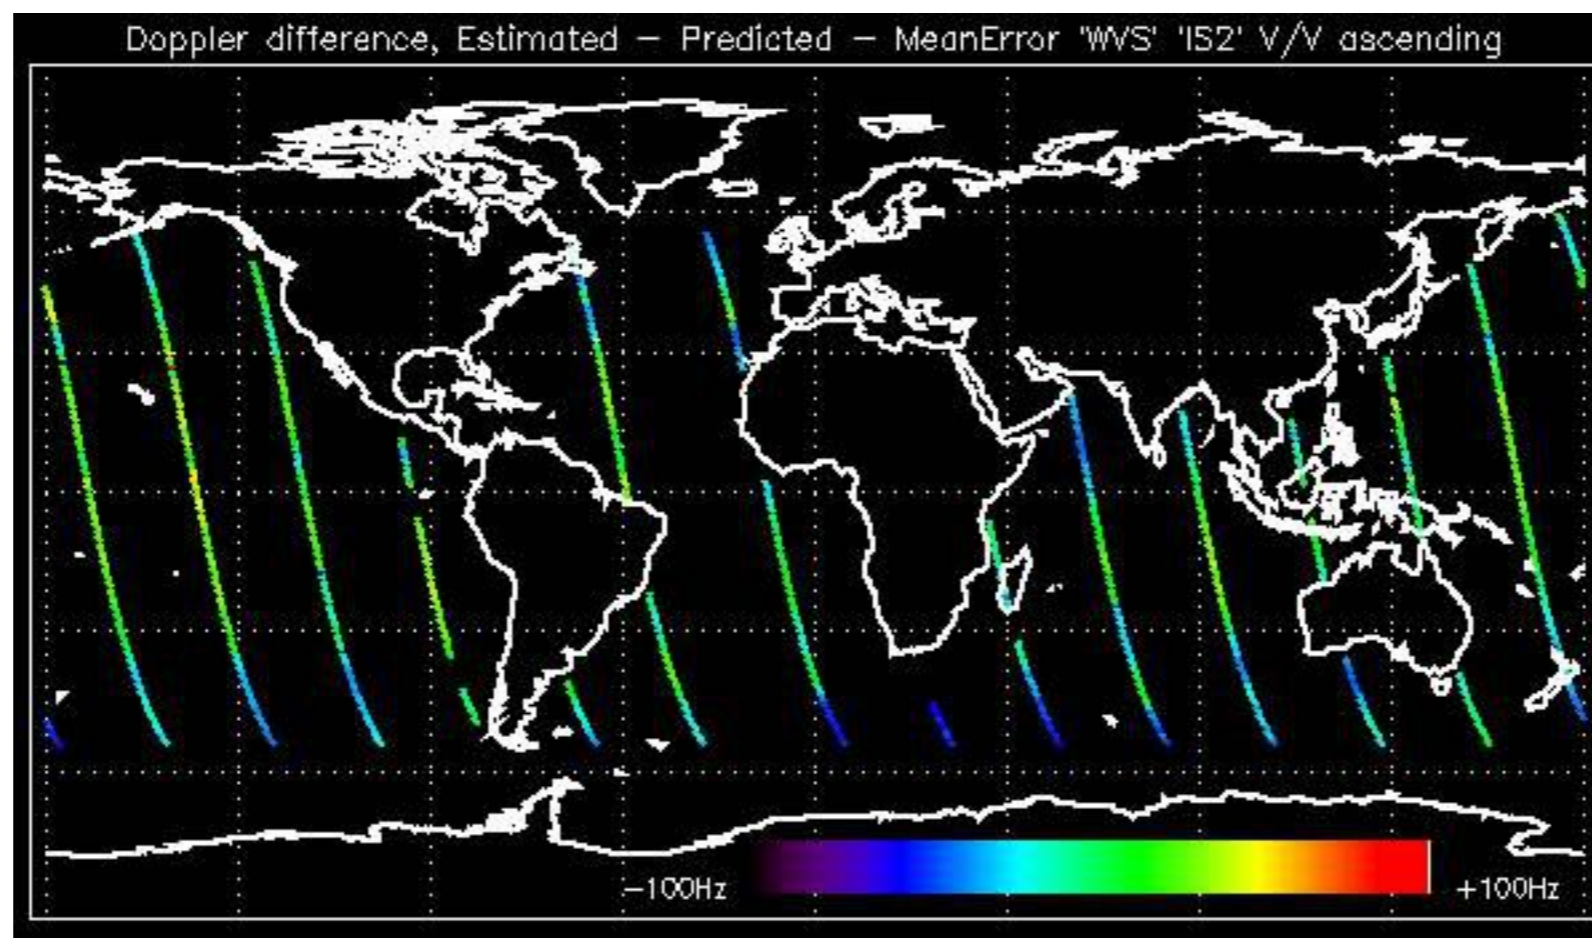 Doppler difference, Estimated – Predicted – MeanError 'WVS' 'IS2' V/V ascending
–100Hz +100Hz